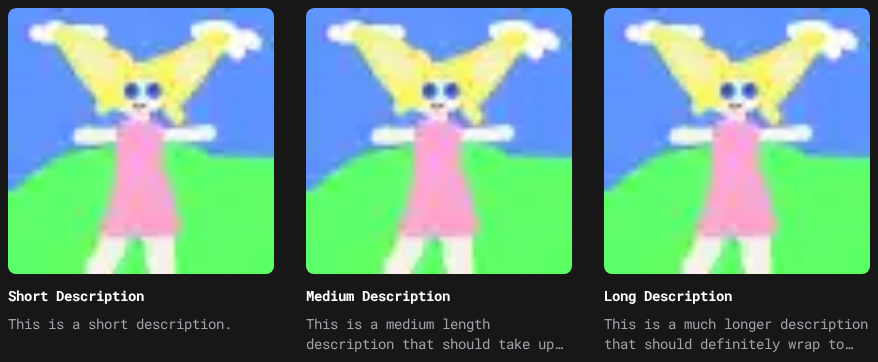 Short Description
This is a short description.
Medium Description
This is a medium length
description that should take up…
Long Description
This is a much longer description
that should definitely wrap to…